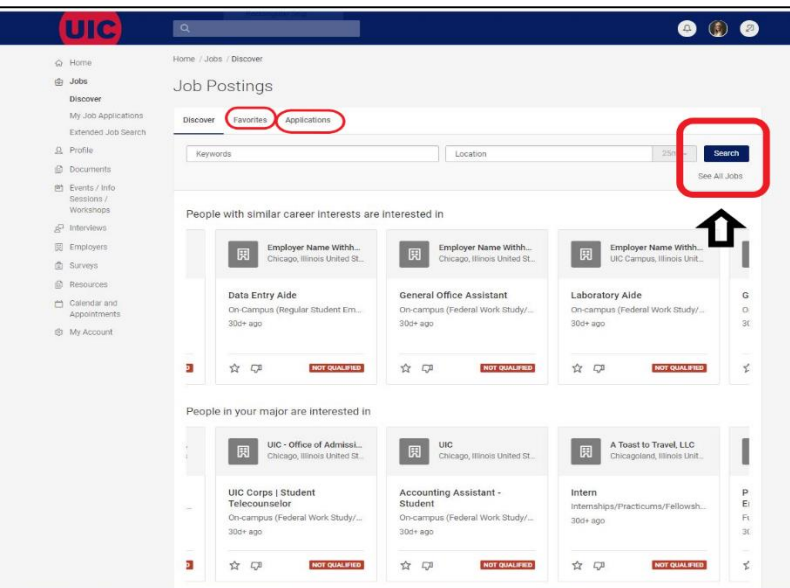 UIC
Home
Jobs
Discover
My Job Applications
Extended Job Search
Profile
Documents
Events / Info
Sessions /
Workshops
Interviews
Employers
Surveys
Resources
Calendar and
Appointments
My Account
Home / Jobs / Discover
Job Postings
Discover Favorites Applications
Keywords Location Search
See All Jobs
People with similar career interests are interested in
Employer Name Withh...
Chicago, Illinois United St...
Data Entry Aide
On-Campus (Regular Student Em...
30d+ ago
NOT QUALIFIED
Employer Name Withh...
Chicago, Illinois United St...
General Office Assistant
On-campus (Federal Work Study/...
30d+ ago
NOT QUALIFIED
Employer Name Withh...
UIC Campus, Illinois Unit...
Laboratory Aide
On-campus (Federal Work Study/...
30d+ ago
NOT QUALIFIED
People in your major are interested in
UIC - Office of Admissi...
Chicago, Illinois United St...
UIC Corps | Student
Telecounselor
On-campus (Federal Work Study/...
30d+ ago
NOT QUALIFIED
UIC
Chicago, Illinois United St...
Accounting Assistant -
Student
On-campus (Federal Work Study/...
30d+ ago
NOT QUALIFIED
A Toast to Travel, LLC
Chicagoland, Illinois Unit...
Intern
Internships/Practicums/Fellowsh...
30d+ ago
NOT QUALIFIED